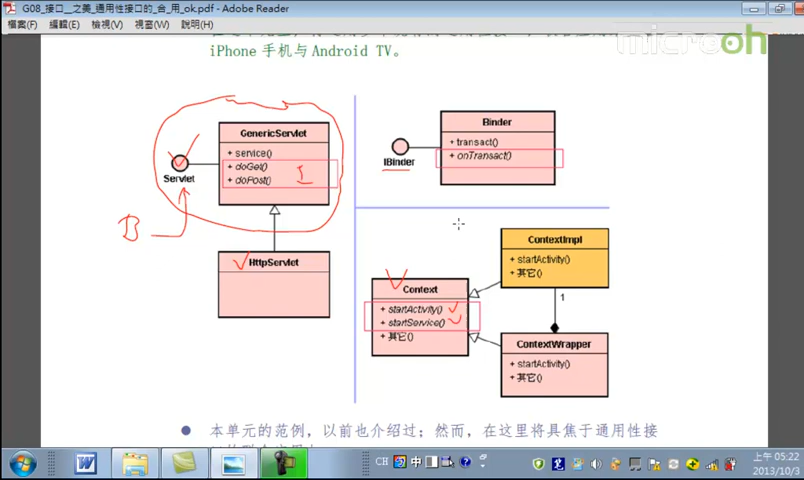 G08_接口__之美_通用性接口的_合_用_ok.pdf - Adobe Reader
檔案(F) 編輯(E) 檢視(V) 視窗(W) 說明(H)
microoh
iPhone 手机与 Android TV。
GenericServlet
+ service()
+ doGet()
+ doPost()
I
Servlet
B
HttpServlet
Binder
+ transact()
+ onTransact()
IBinder
ContextImpl
+ startActivity()
+ 其它()
Context
+ startActivity()
+ startService()
+ 其它()
1
ContextWrapper
+ startActivity()
+ 其它()
● 本单元的范例，以前也介绍过；然而，在这里将具焦于通用性接
CH
中
上午 05:22
2013/10/3